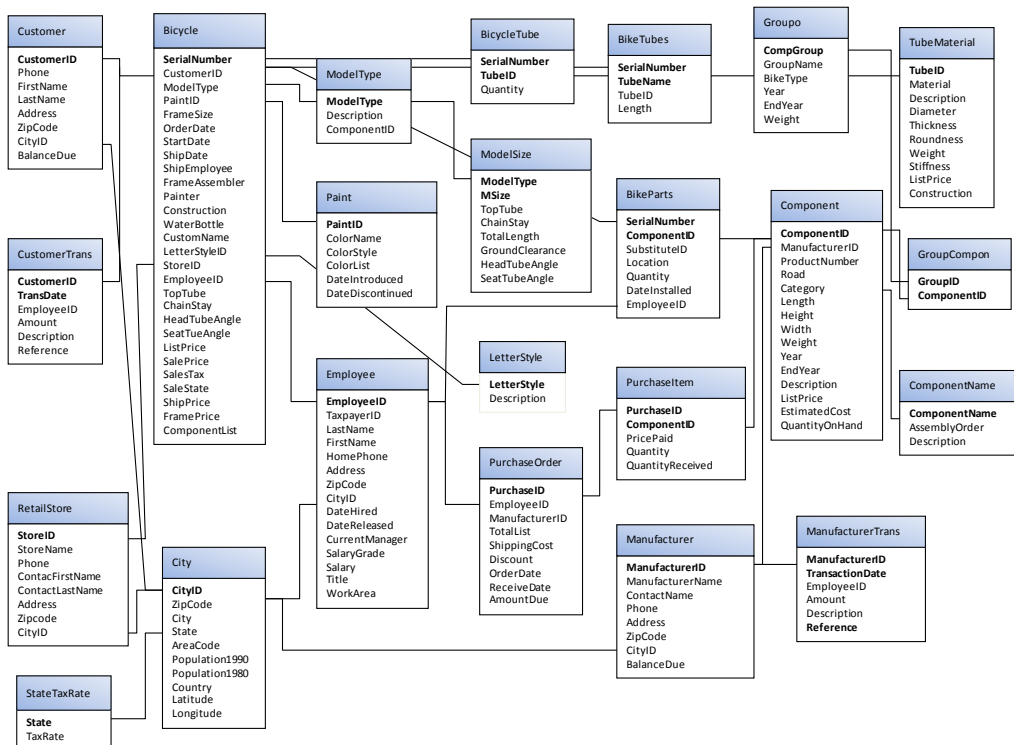 Customer
CustomerID
Phone
FirstName
LastName
Address
ZipCode
CityID
BalanceDue
Bicycle
SerialNumber
CustomerID
ModelType
PaintID
FrameSize
OrderDate
StartDate
ShipDate
ShipEmployee
FrameAssembler
Painter
Construction
WaterBottle
CustomName
LetterStyleID
StoreID
EmployeeID
TopTube
ChainStay
HeadTubeAngle
SeatTueAngle
ListPrice
SalePrice
SalesTax
SaleState
ShipPrice
FramePrice
ComponentList
ModelType
ModelType
Description
ComponentID
BicycleTube
SerialNumber
TubeID
Quantity
BikeTubes
SerialNumber
TubeName
TubeID
Length
Groupo
CompGroup
GroupName
BikeType
Year
EndYear
Weight
TubeMaterial
TubeID
Material
Description
Diameter
Thickness
Roundness
Weight
Stiffness
ListPrice
Construction
ModelSize
ModelType
MSize
TopTube
ChainStay
TotalLength
GroundClearance
HeadTubeAngle
SeatTubeAngle
Paint
PaintID
ColorName
ColorStyle
ColorList
DateIntroduced
DateDiscontinued
BikeParts
SerialNumber
ComponentID
SubstituteID
Location
Quantity
DateInstalled
EmployeeID
Component
ComponentID
ManufacturerID
ProductNumber
Road
Category
Length
Height
Width
Weight
Year
EndYear
Description
ListPrice
EstimatedCost
QuantityOnHand
GroupCompon
GroupID
ComponentID
CustomerTrans
CustomerID
TransDate
EmployeeID
Amount
Description
Reference
Employee
EmployeeID
TaxpayerID
LastName
FirstName
HomePhone
Address
ZipCode
CityID
DateHired
DateReleased
CurrentManager
SalaryGrade
Salary
Title
WorkArea
LetterStyle
LetterStyle
Description
PurchaseItem
PurchaseID
ComponentID
PricePaid
Quantity
QuantityReceived
ComponentName
ComponentName
AssemblyOrder
Description
PurchaseOrder
PurchaseID
EmployeeID
ManufacturerID
TotalList
ShippingCost
Discount
OrderDate
ReceiveDate
AmountDue
RetailStore
StoreID
StoreName
Phone
ContacFirstName
ContactLastName
Address
Zipcode
CityID
City
CityID
ZipCode
City
State
AreaCode
Population1990
Population1980
Country
Latitude
Longitude
Manufacturer
ManufacturerID
ManufacturerName
ContactName
Phone
Address
ZipCode
CityID
BalanceDue
ManufacturerTrans
ManufacturerID
TransactionDate
EmployeeID
Amount
Description
Reference
StateTaxRate
State
TaxRate